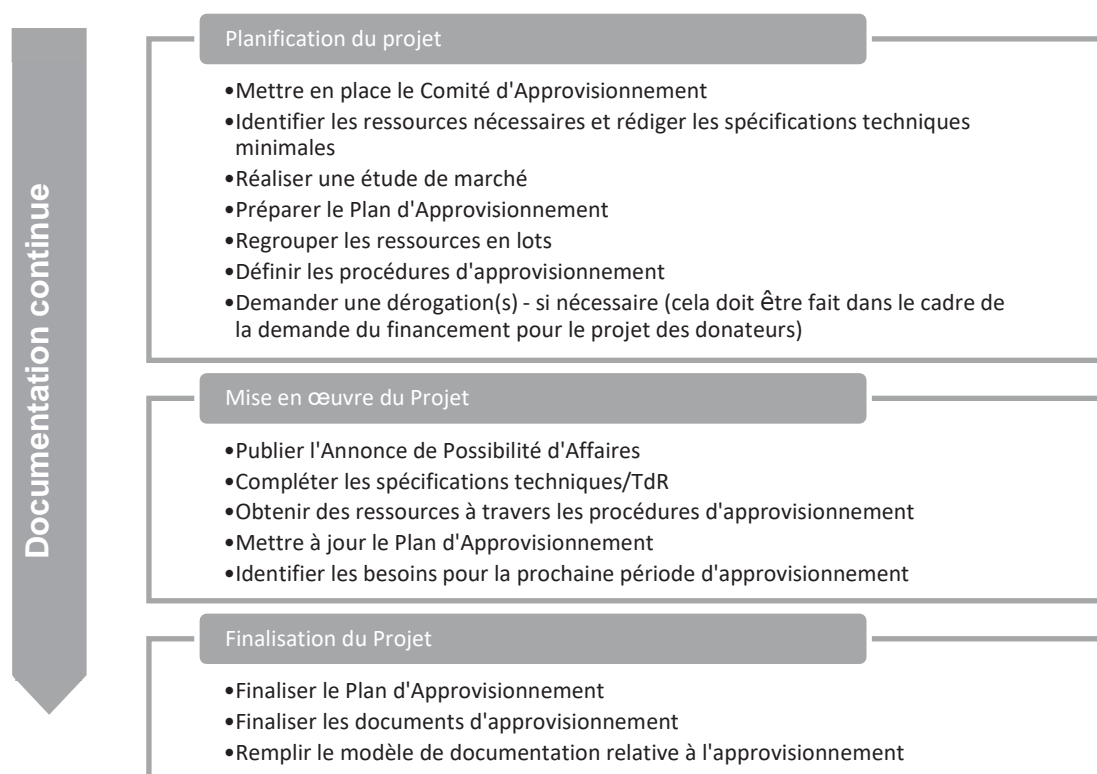 Documentation continue
Planification du projet
•Mettre en place le Comité d'Approvisionnement
•Identifier les ressources nécessaires et rédiger les spécifications techniques
minimales
•Réaliser une étude de marché
•Préparer le Plan d'Approvisionnement
•Regrouper les ressources en lots
•Définir les procédures d'approvisionnement
•Demander une dérogation(s) - si nécessaire (cela doit être fait dans le cadre de
la demande du financement pour le projet des donateurs)
Mise en œuvre du Projet
•Publier l'Annonce de Possibilité d'Affaires
•Compléter les spécifications techniques/TdR
•Obtenir des ressources à travers les procédures d'approvisionnement
•Mettre à jour le Plan d'Approvisionnement
•Identifier les besoins pour la prochaine période d'approvisionnement
Finalisation du Projet
•Finaliser le Plan d'Approvisionnement
•Finaliser les documents d'approvisionnement
•Remplir le modèle de documentation relative à l'approvisionnement